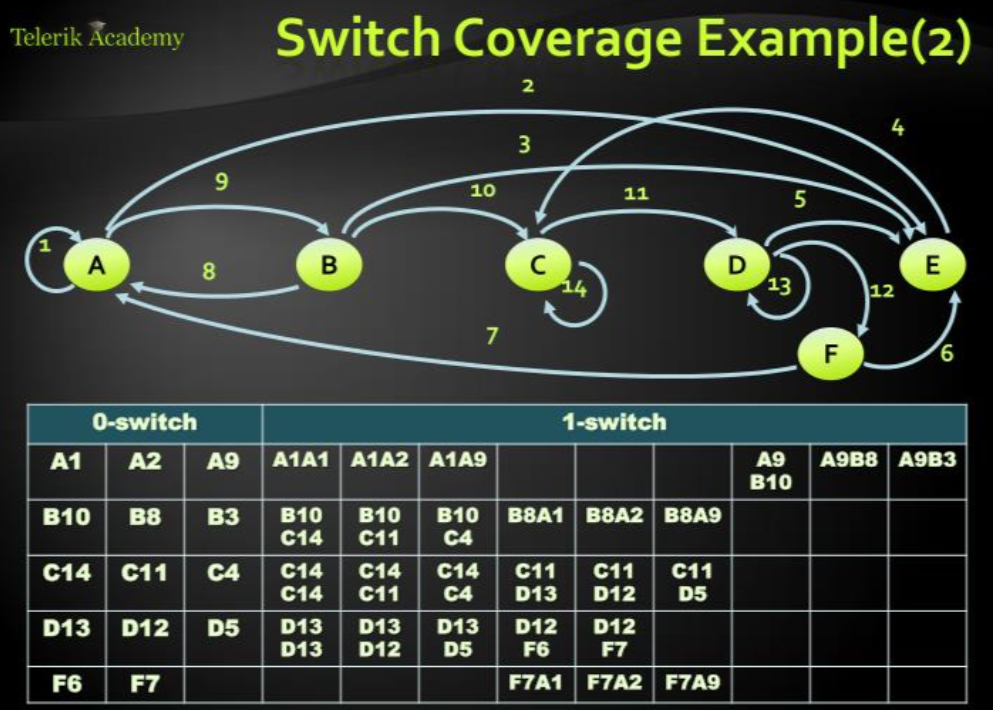 Telerik Academy
Switch Coverage Example(2)
2
4
3
9
10
11
5
1
A
B
C
D
E
8
14
13
12
7
F
6
0-switch 1-switch
A1 A2 A9 A1A1 A1A2 A1A9 A9 A9B8 A9B3
B10
B10 B8 B3 B10 B10 B10 B8A1 B8A2 B8A9
C14 C11 C4
C14 C11 C4 C14 C14 C14 C11 C11 C11
C14 C11 C4 D13 D12 D5
D13 D12 D5 D13 D13 D13 D12 D12
D13 D12 D5 F6 F7
F6 F7 F7A1 F7A2 F7A9